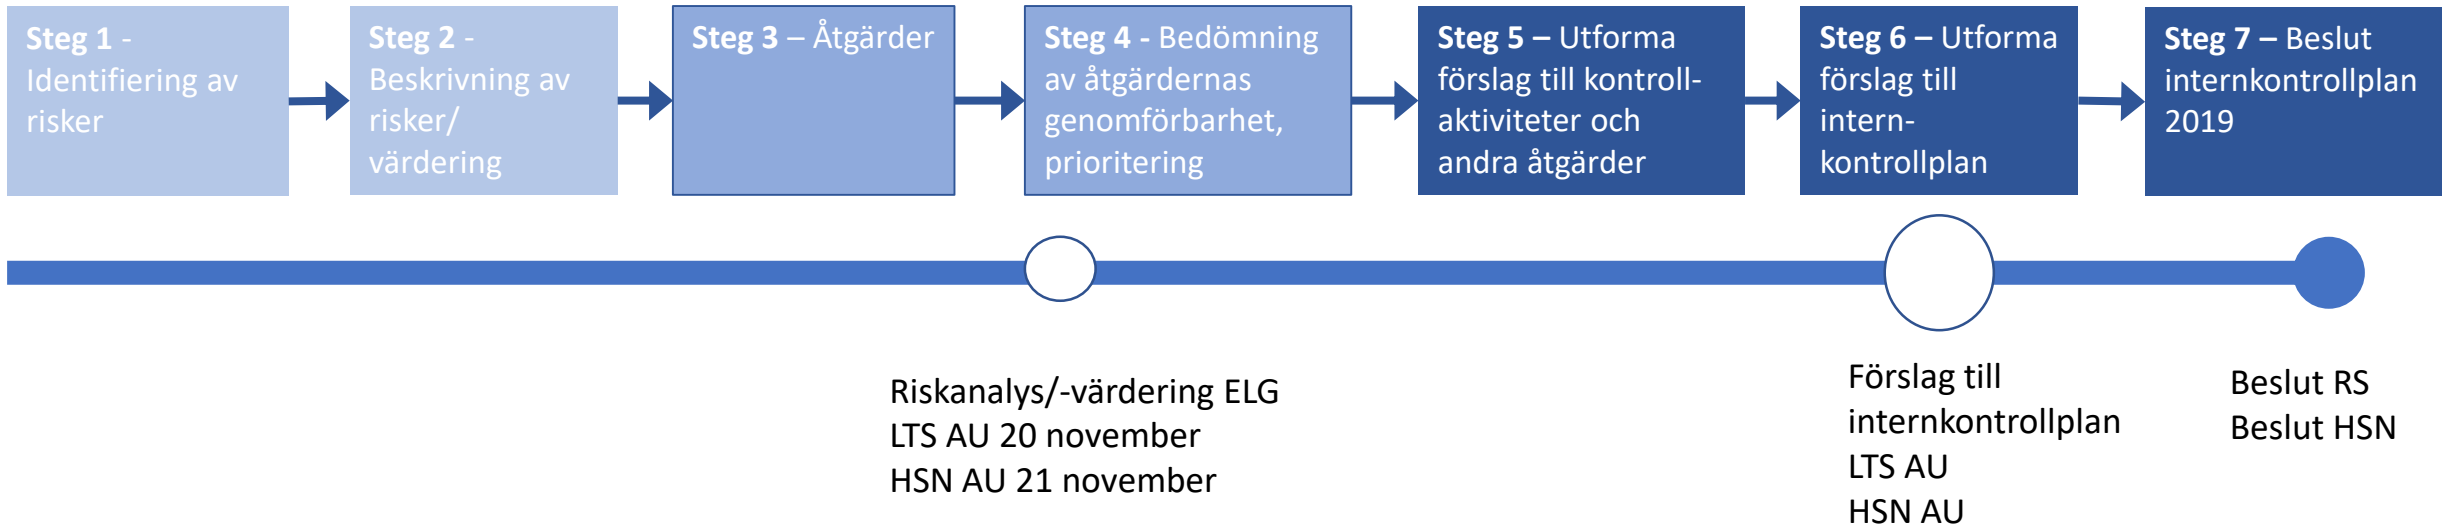 Steg 1 -
Identifiering av
risker
Steg 2 -
Beskrivning av
risker/
värdering
Steg 3 – Åtgärder
Steg 4 - Bedömning
av åtgärdernas
genomförbarhet,
prioritering
Steg 5 – Utforma
förslag till kontroll-
aktiviteter och
andra åtgärder
Steg 6 – Utforma
förslag till
intern-
kontrollplan
Steg 7 – Beslut
internkontrollplan
2019
Riskanalys/-värdering ELG
LTS AU 20 november
HSN AU 21 november
Förslag till
internkontrollplan
LTS AU
HSN AU
Beslut RS
Beslut HSN